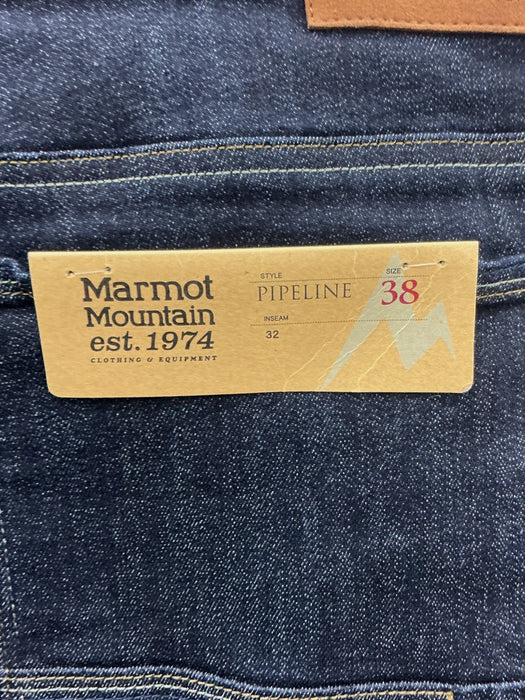 Marmot
Mountain
est. 1974
CLOTHING & EQUIPMENT
STYLE
PIPELINE
SIZE
38
INSEAM
32